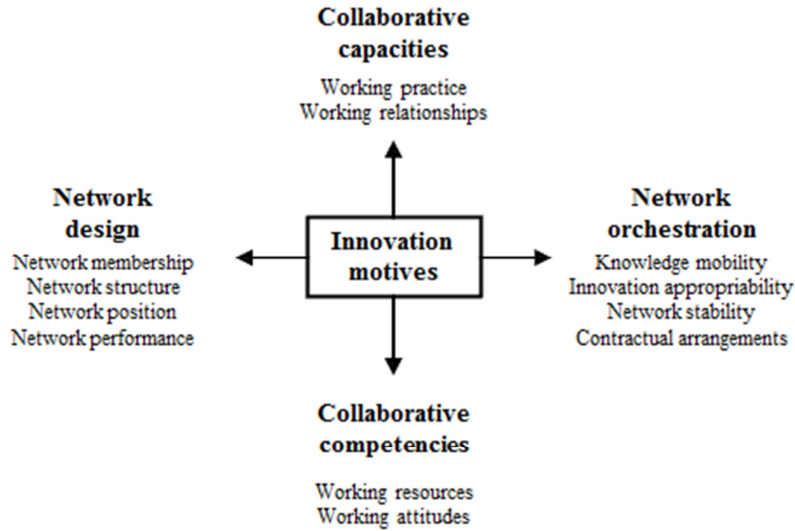 Collaborative
capacities
Working practice
Working relationships
Network
design
Network membership
Network structure
Network position
Network performance
Innovation
motives
Network
orchestration
Knowledge mobility
Innovation appropriability
Network stability
Contractual arrangements
Collaborative
competencies
Working resources
Working attitudes